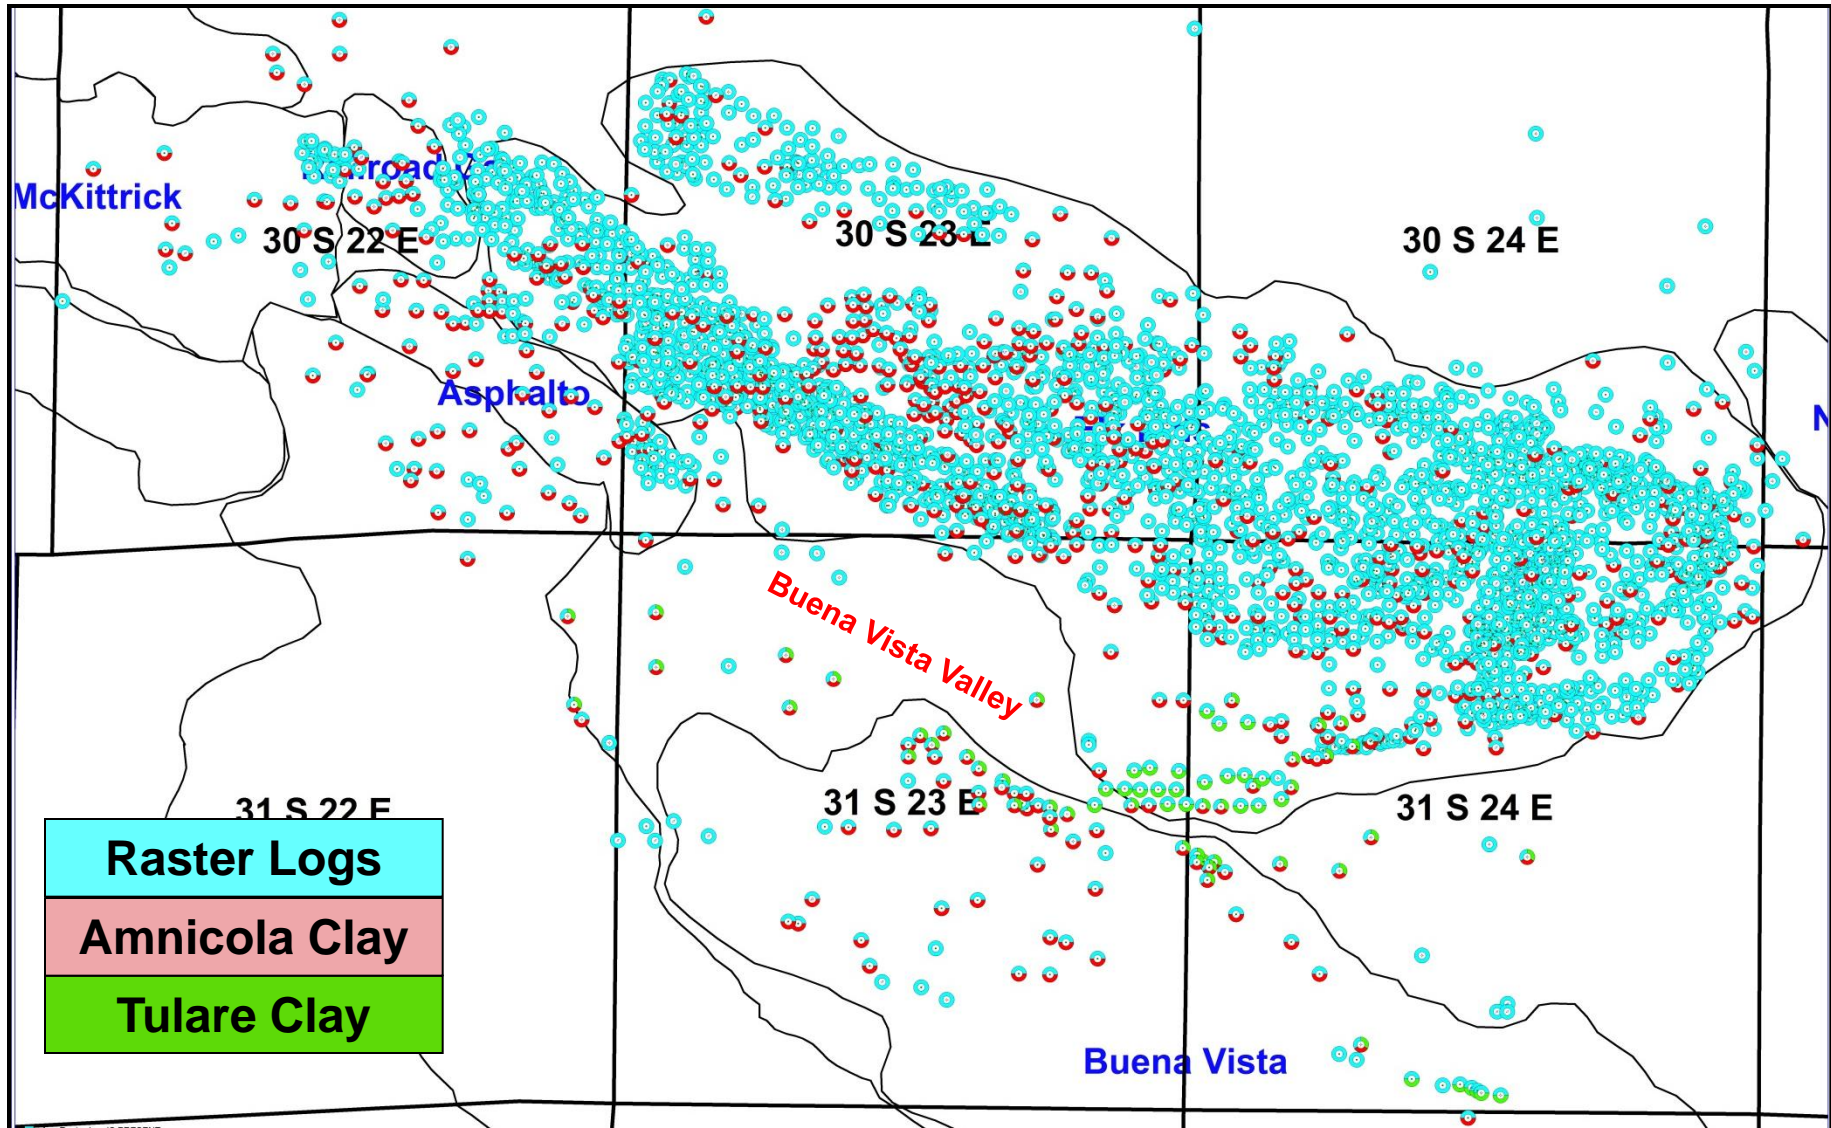 McKittrick
30 S 22 E
30 S 23 E
30 S 24 E
Asphalto
N
Buena Vista Valley
31 S 22 E
31 S 23 E
31 S 24 E
Raster Logs
Amnicola Clay
Tulare Clay
Buena Vista